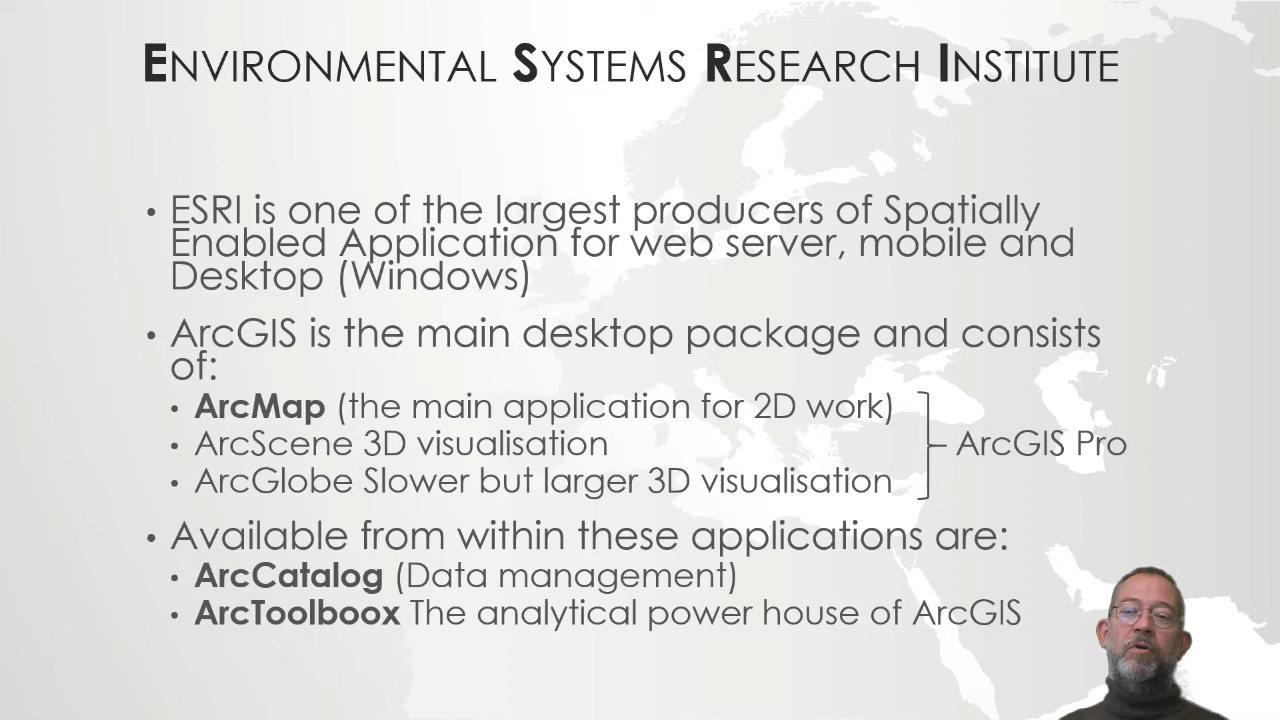 ENVIRONMENTAL SYSTEMS RESEARCH INSTITUTE
• ESRI is one of the largest producers of Spatially
Enabled Application for web server, mobile and
Desktop (Windows)
• ArcGIS is the main desktop package and consists
of:
• ArcMap (the main application for 2D work)
• ArcScene 3D visualisation
• ArcGlobe Slower but larger 3D visualisation
ArcGIS Pro
• Available from within these applications are:
• ArcCatalog (Data management)
• ArcToolboox The analytical power house of ArcGIS